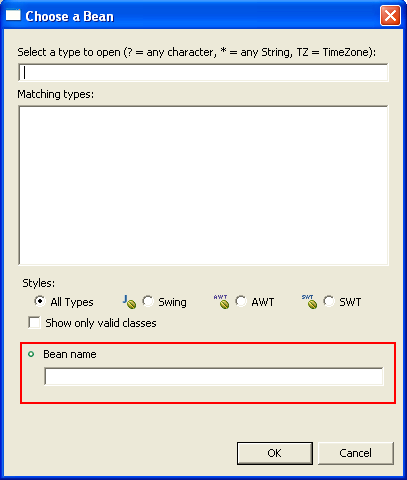 Choose a Bean
Select a type to open (? = any character, * = any String, TZ = TimeZone):
Matching types:
Styles:
All Types J Swing AWT AWT SWT SWT
Show only valid classes
Bean name
OK Cancel